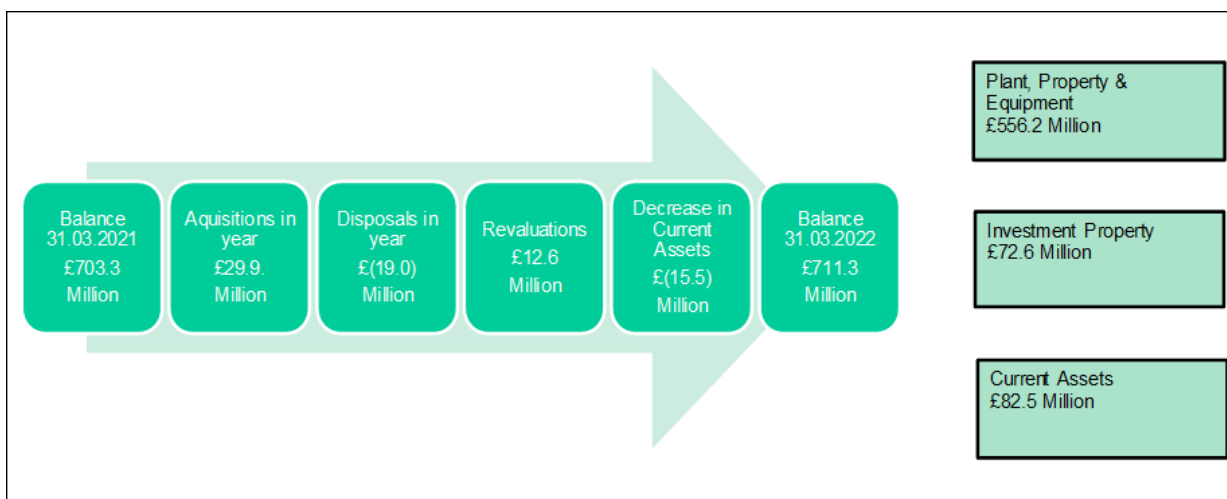 Balance
31.03.2021
£703.3
Million
Aquisitions in
year
£29.9.
Million
Disposals in
year
£(19.0)
Million
Revaluations
£12.6
Million
Decrease in
Current
Assets
£(15.5)
Million
Balance
31.03.2022
£711.3
Million
Plant, Property &
Equipment
£556.2 Million
Investment Property
£72.6 Million
Current Assets
£82.5 Million